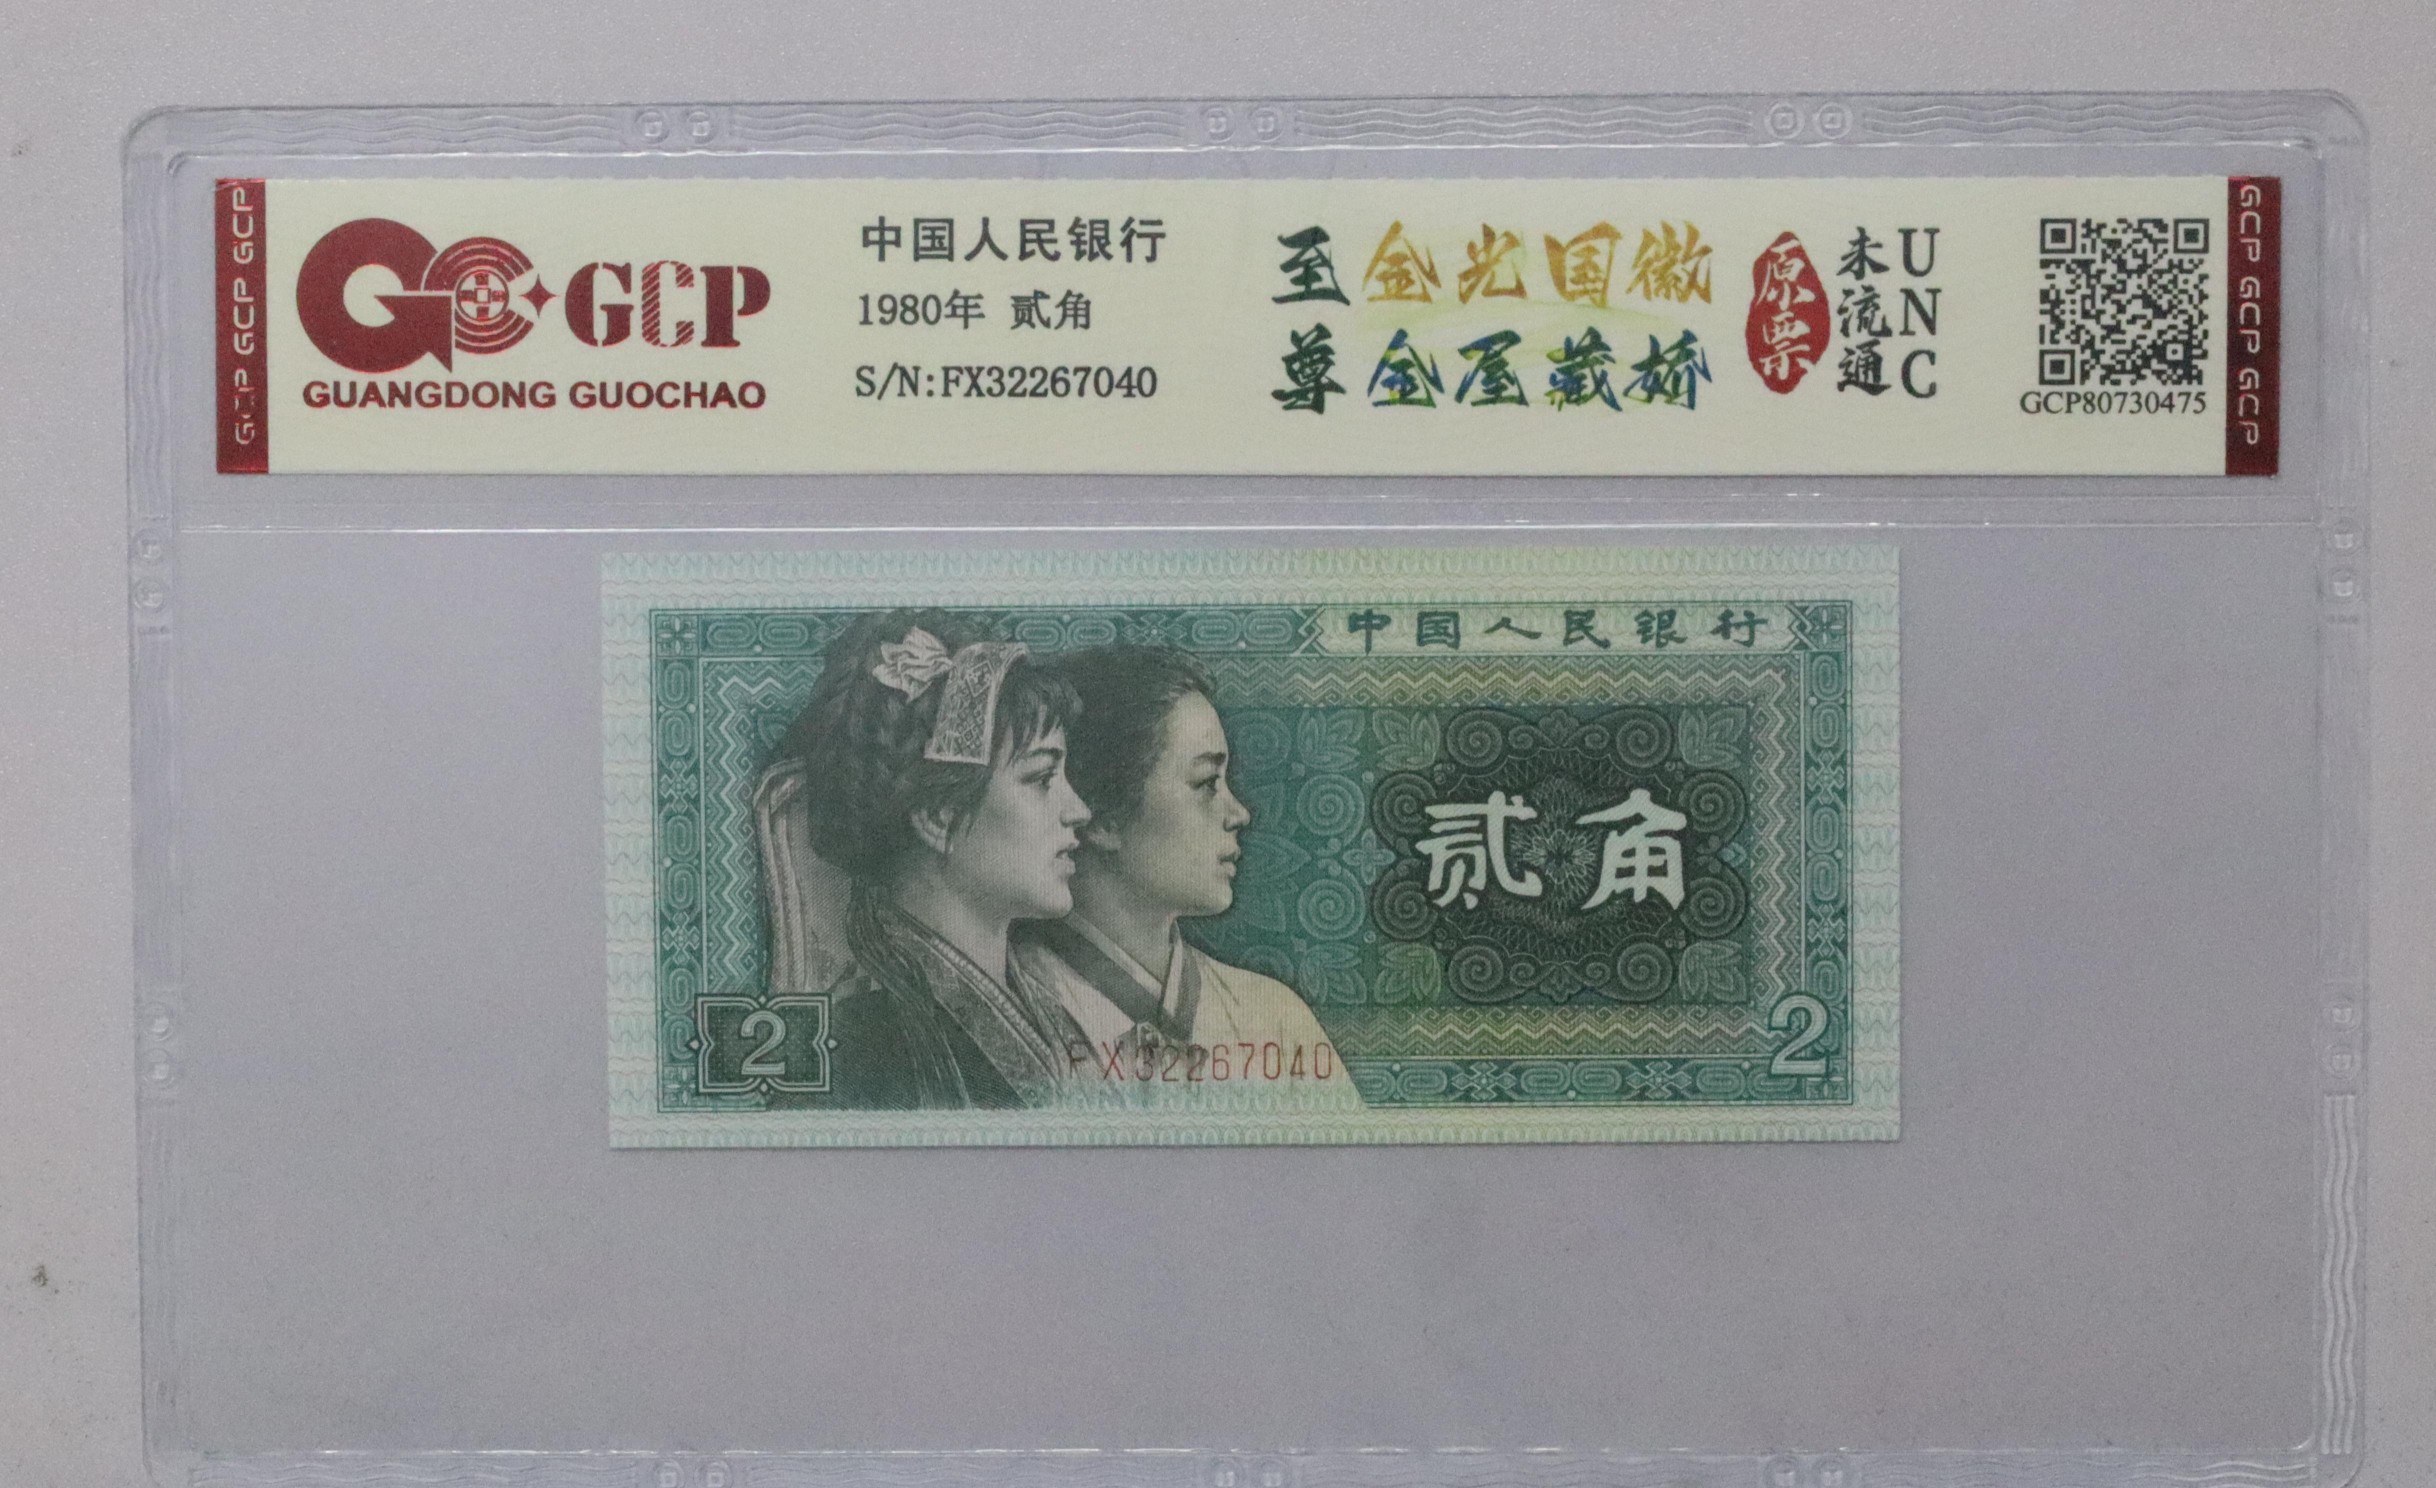 GCP GCP GCP
GCP
GUANGDONG GUOCHAO
中国人民银行
1980年 贰角
S/N:FX32267040
至尊
金光国徽
金屋藏娇
原票
未流通
UNC
GCP80730475
GCP GCP GCP
中国人民银行
贰角
2
FX32267040
2